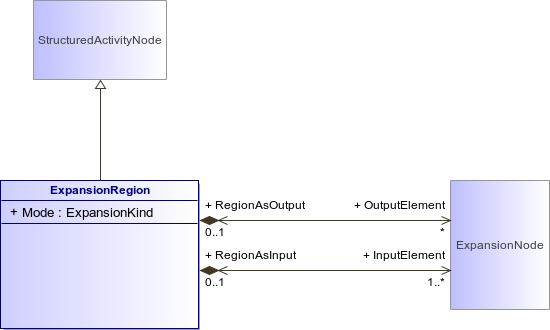 StructuredActivityNode
ExpansionRegion
+ Mode : ExpansionKind
+ RegionAsOutput
+ OutputElement
0..1
*
+ RegionAsInput
+ InputElement
0..1
1..*
ExpansionNode